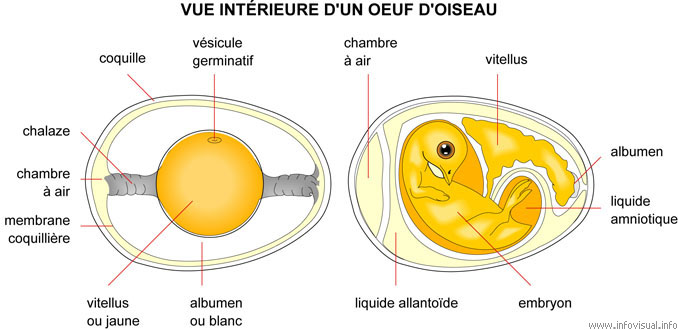 VUE INTÉRIEURE D'UN OEUF D'OISEAU
coquille
vésicule
germinatif
chalaze
chambre
à air
membrane
coquillière
vitellus
ou jaune
albumen
ou blanc
chambre
à air
vitellus
albumen
liquide
amniotique
liquide allantoïde
embryon
© www.infovisual.info